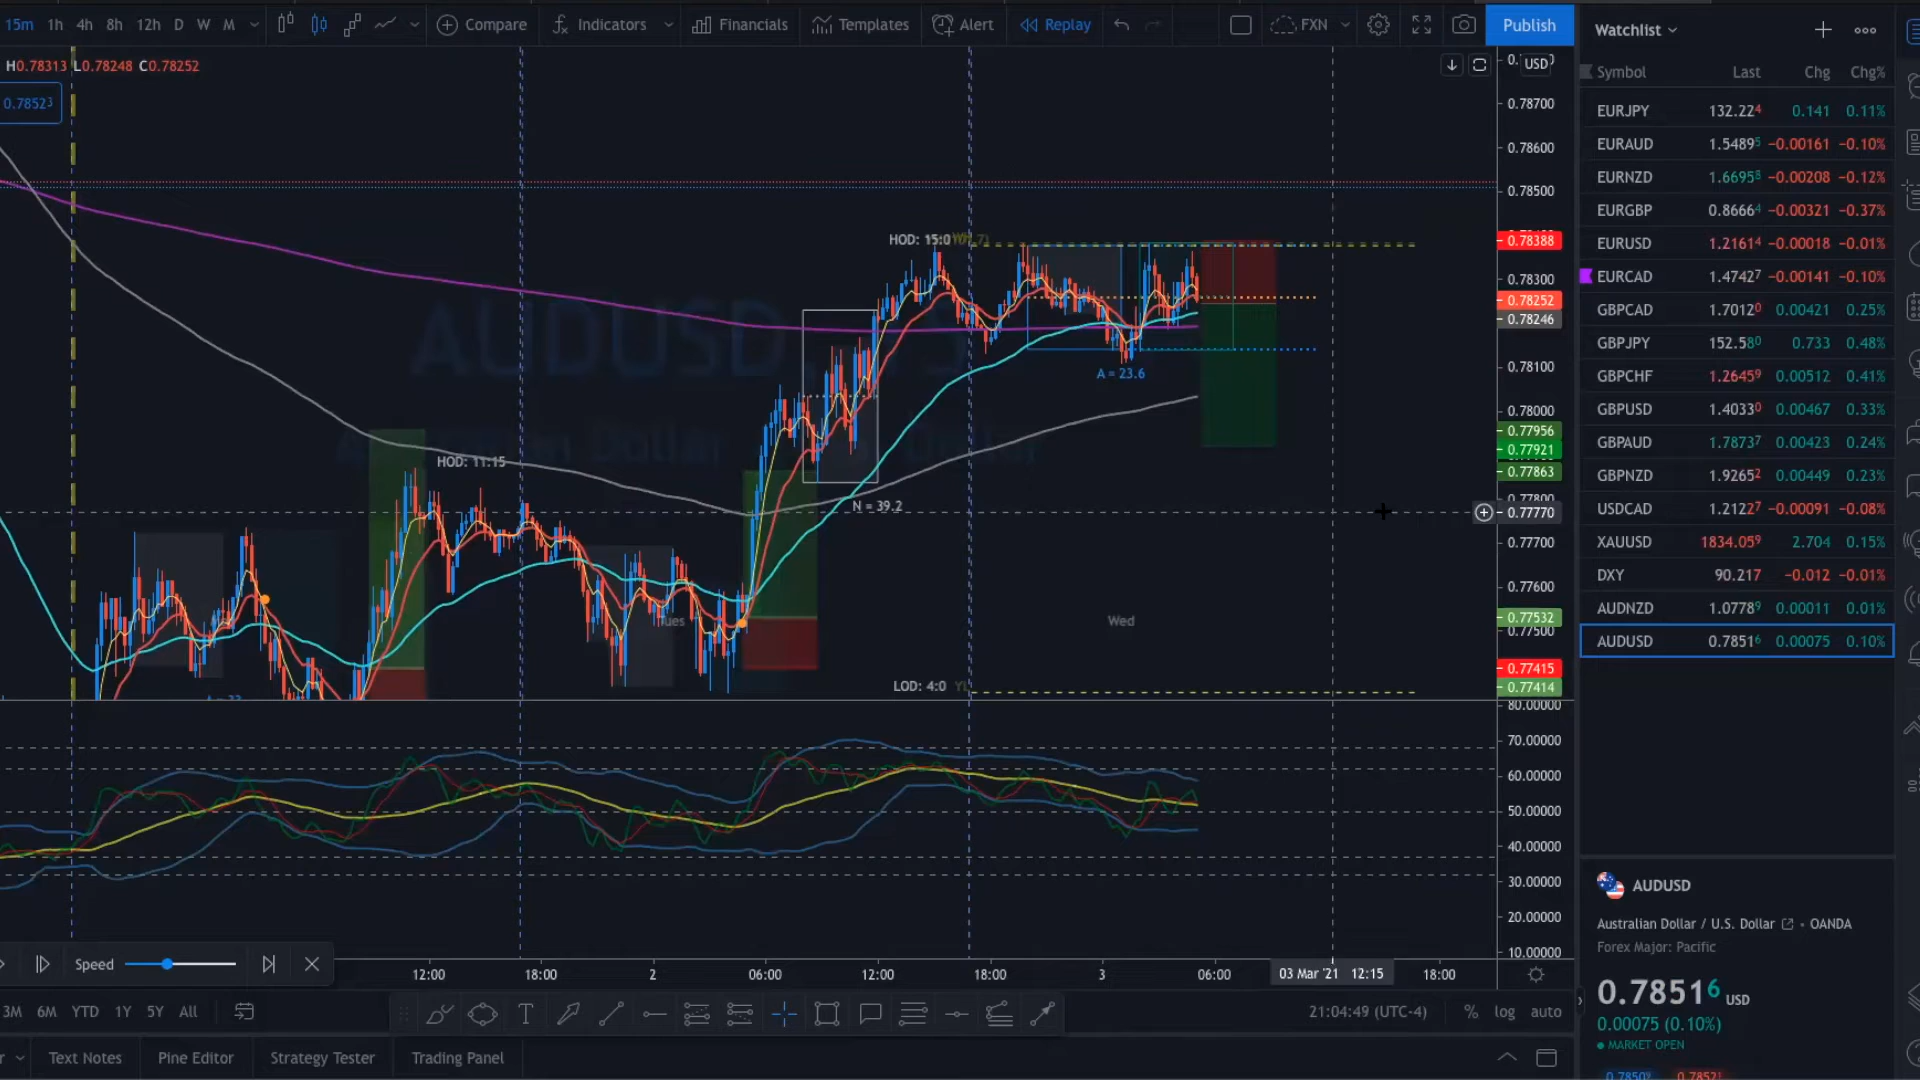 15m 1h 4h 8h 12h D W M Compare Indicators Financials Templates Alert Replay FXN Publish
H0.78313 L0.78248 C0.78252
0.78523
USD
0.78700
0.78600
0.78500
0.78388
0.78300
0.78252
0.78246
0.78100
0.78000
0.77956
0.77921
0.77863
0.77800
0.77770
0.77700
0.77600
0.77532
0.77500
0.77415
0.77414
80.00000
70.00000
60.00000
50.00000
40.00000
30.00000
20.00000
10.00000
HOD: 15:0
A = 23.6
AUDUSD
HOD: 11:15
N = 39.2
Tues
Wed
LOD: 4:0 YL
12:00 18:00 2 06:00 12:00 18:00 3 06:00 03 Mar '21 12:15 18:00
Speed
3M 6M YTD 1Y 5Y All
21:04:49 (UTC-4) % log auto
Text Notes Pine Editor Strategy Tester Trading Panel
Watchlist
Symbol Last Chg Chg%
EURJPY 132.224 0.141 0.11%
EURAUD 1.54895 −0.00161 −0.10%
EURNZD 1.66958 −0.00208 −0.12%
EURGBP 0.86664 −0.00321 −0.37%
EURUSD 1.21614 −0.00018 −0.01%
EURCAD 1.47427 −0.00141 −0.10%
GBPCAD 1.70120 0.00421 0.25%
GBPJPY 152.580 0.733 0.48%
GBPCHF 1.26459 0.00512 0.41%
GBPUSD 1.40330 0.00467 0.33%
GBPAUD 1.78737 0.00423 0.24%
GBPNZD 1.92652 0.00449 0.23%
USDCAD 1.21227 −0.00091 −0.08%
XAUUSD 1834.059 2.704 0.15%
DXY 90.217 −0.012 −0.01%
AUDNZD 1.07789 0.00011 0.01%
AUDUSD 0.78516 0.00075 0.10%
AUDUSD
Australian Dollar / U.S. Dollar • OANDA
Forex Major: Pacific
0.78516 USD
0.00075 (0.10%)
MARKET OPEN
0.78509 0.78521